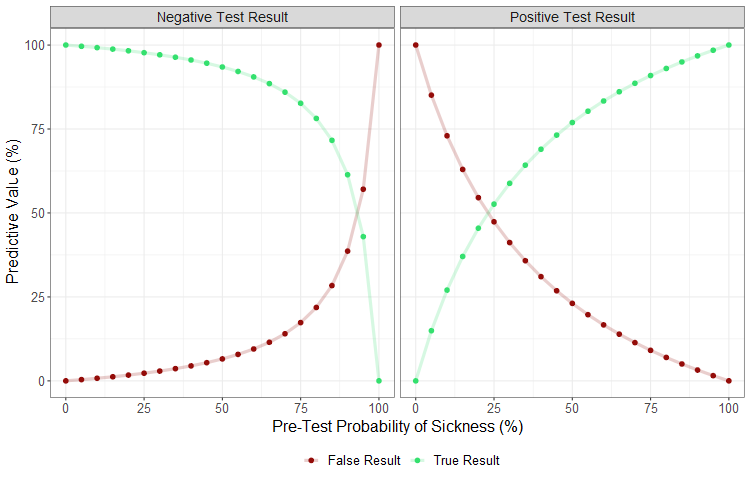 Negative Test Result
Positive Test Result
Predictive Value (%)
100
75
50
25
0
0 25 50 75 100
0 25 50 75 100
Pre-Test Probability of Sickness (%)
False Result
True Result